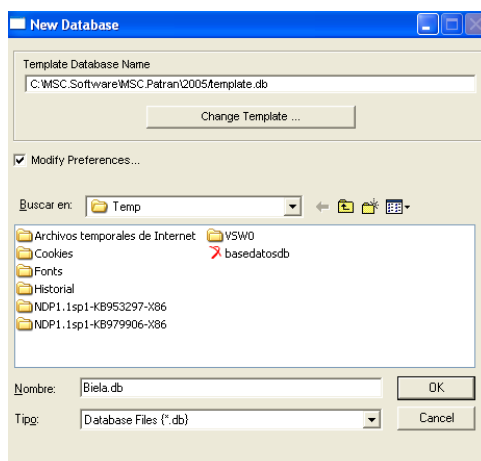 New Database
Template Database Name
C:\MSC.Software\MSC.Patran\2005/template.db
Change Template ...
Modify Preferences...
Buscar en: Temp
Archivos temporales de Internet VSW0
Cookies basedatosdb
Fonts
Historial
NDP1.1sp1-KB953297-X86
NDP1.1sp1-KB979906-X86
Nombre: Biela.db OK
Tipo: Database Files {*.db} Cancel